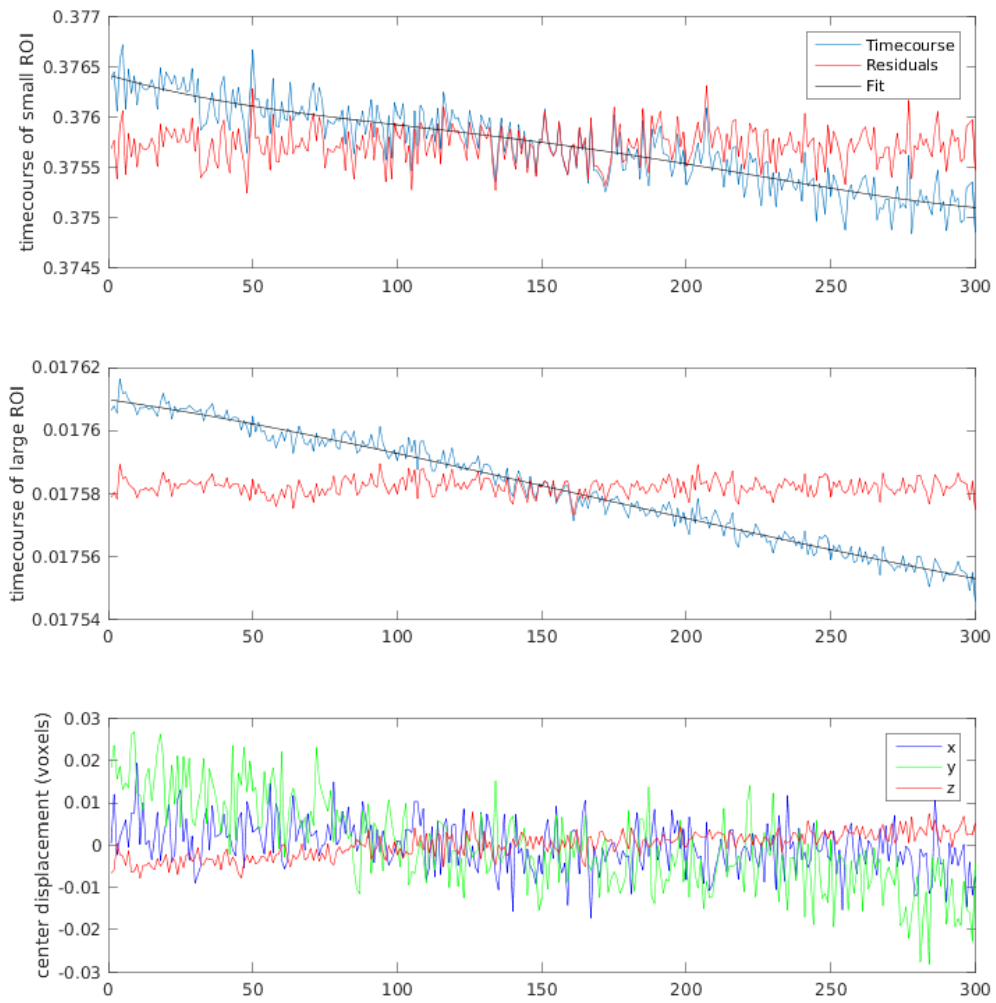 timecourse of small ROI
0.377
0.3765
0.376
0.3755
0.375
0.3745
Timecourse
Residuals
Fit
0 50 100 150 200 250 300
timecourse of large ROI
0.01762
0.0176
0.01758
0.01756
0.01754
0 50 100 150 200 250 300
center displacement (voxels)
0.03
0.02
0.01
0
-0.01
-0.02
-0.03
x
y
z
0 50 100 150 200 250 300